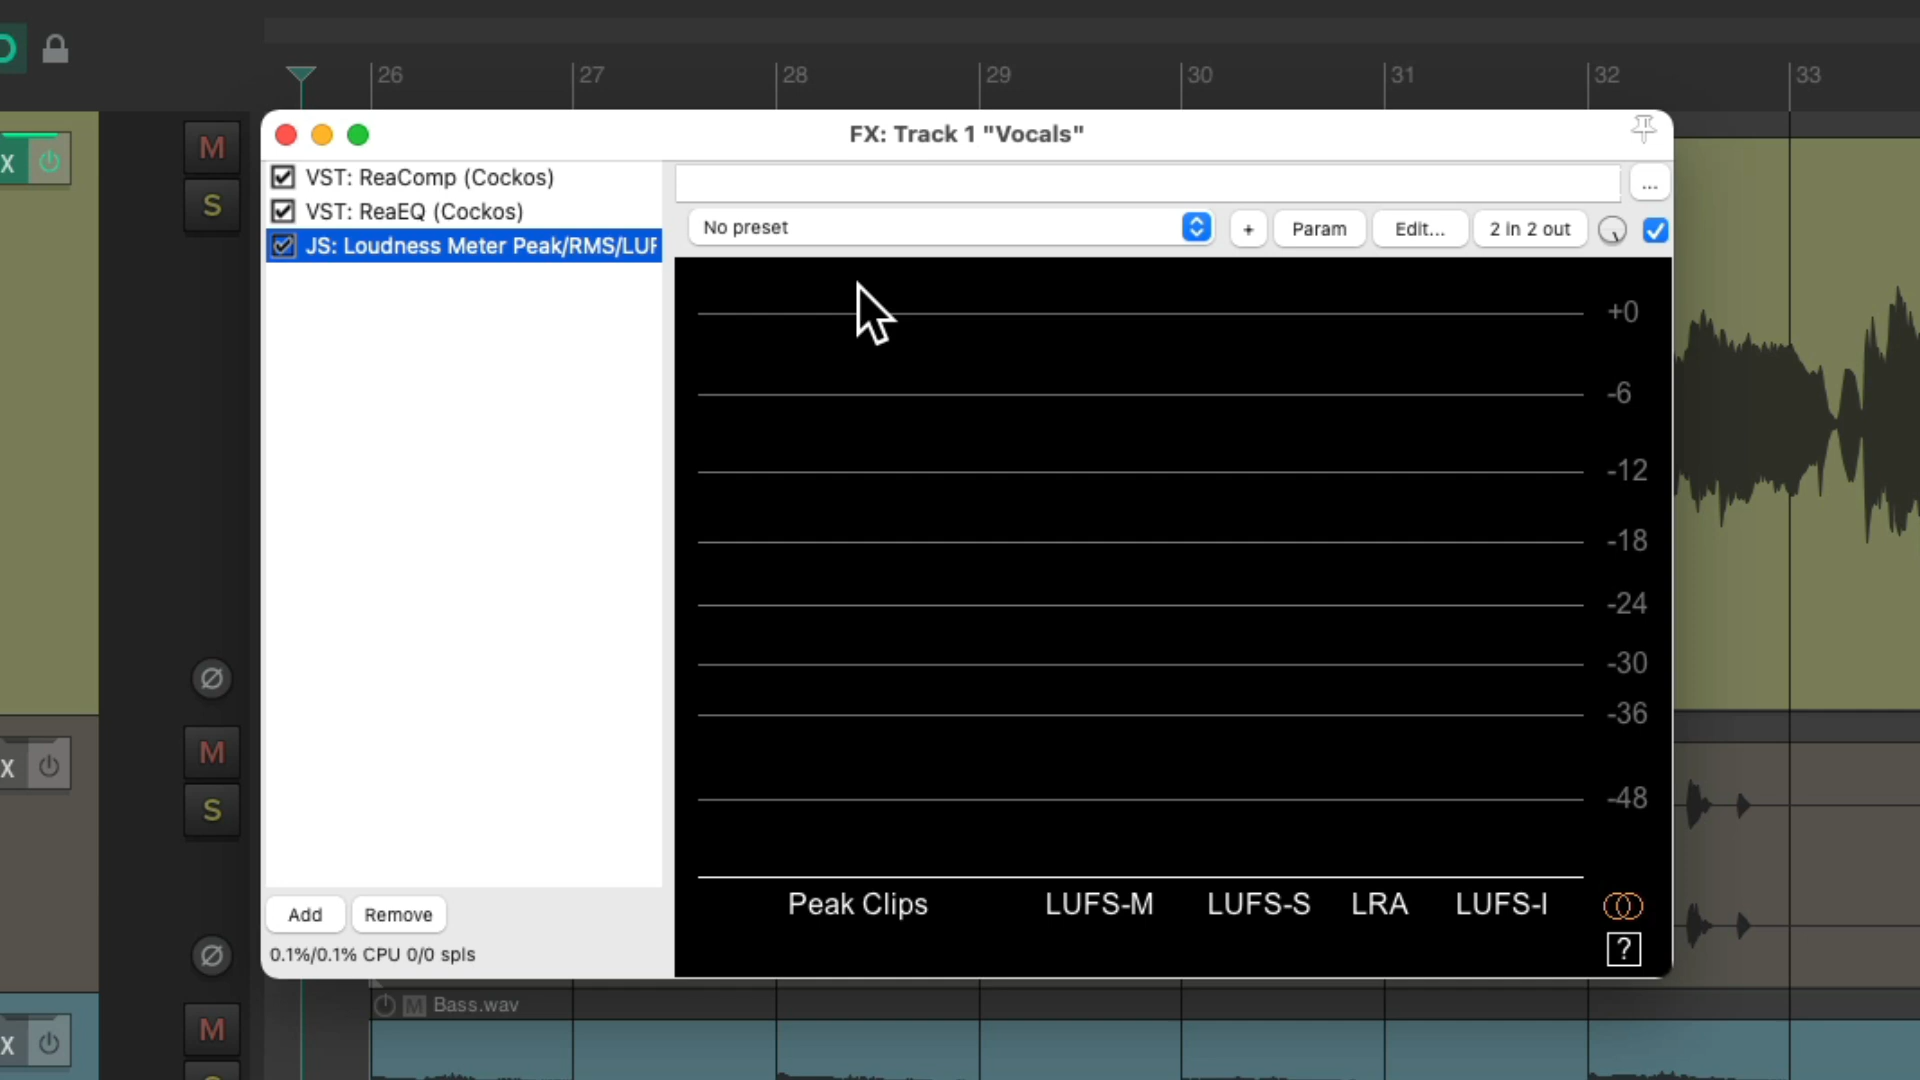 26 27 28 29 30 31 32 33
FX: Track 1 "Vocals"
X
M
S
VST: ReaComp (Cockos)
VST: ReaEQ (Cockos)
JS: Loudness Meter Peak/RMS/LUF
...
No preset
+ Param Edit... 2 in 2 out
+0
-6
-12
-18
-24
-30
-36
-48
Peak Clips LUFS-M LUFS-S LRA LUFS-I
?
Add Remove
0.1%/0.1% CPU 0/0 spls
X
M
S
M Bass.wav
X
M